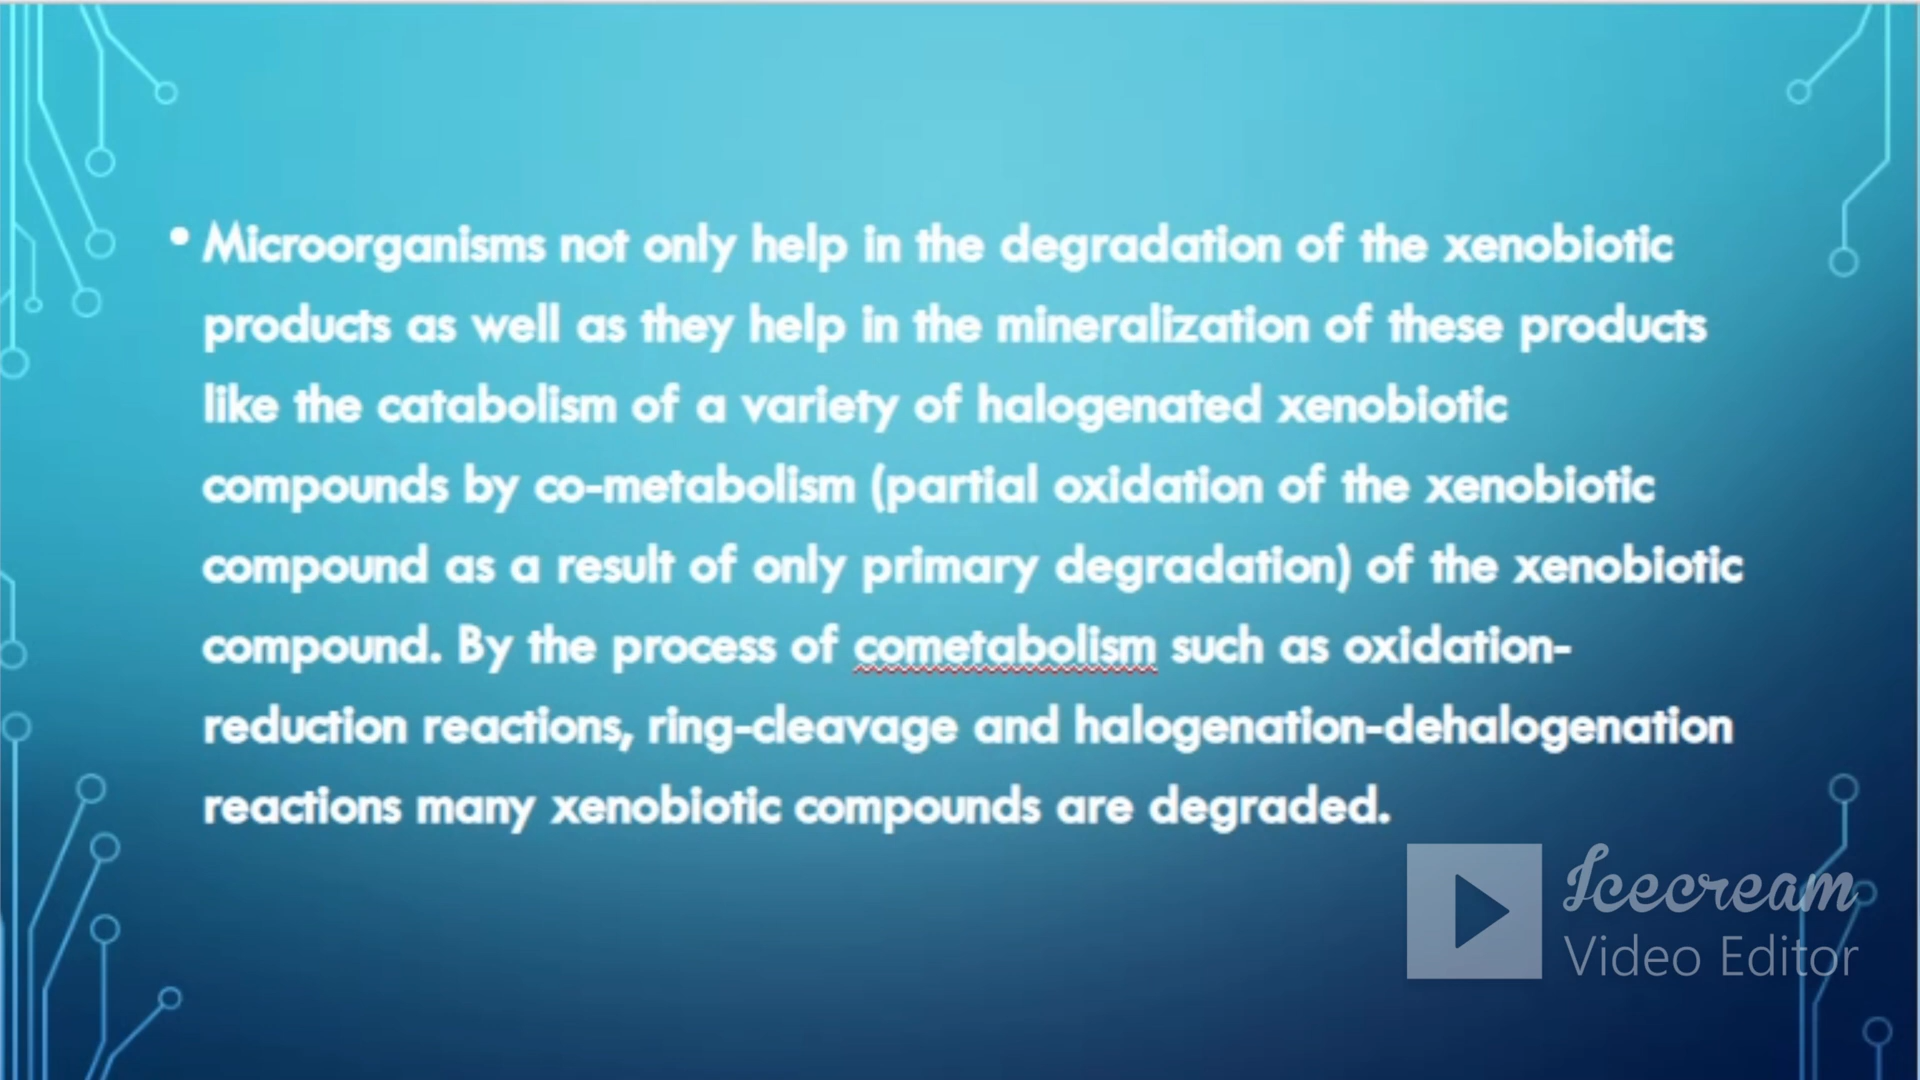 • Microorganisms not only help in the degradation of the xenobiotic
products as well as they help in the mineralization of these products
like the catabolism of a variety of halogenated xenobiotic
compounds by co-metabolism (partial oxidation of the xenobiotic
compound as a result of only primary degradation) of the xenobiotic
compound. By the process of cometabolism such as oxidation-
reduction reactions, ring-cleavage and halogenation-dehalogenation
reactions many xenobiotic compounds are degraded.
Icecream
Video Editor